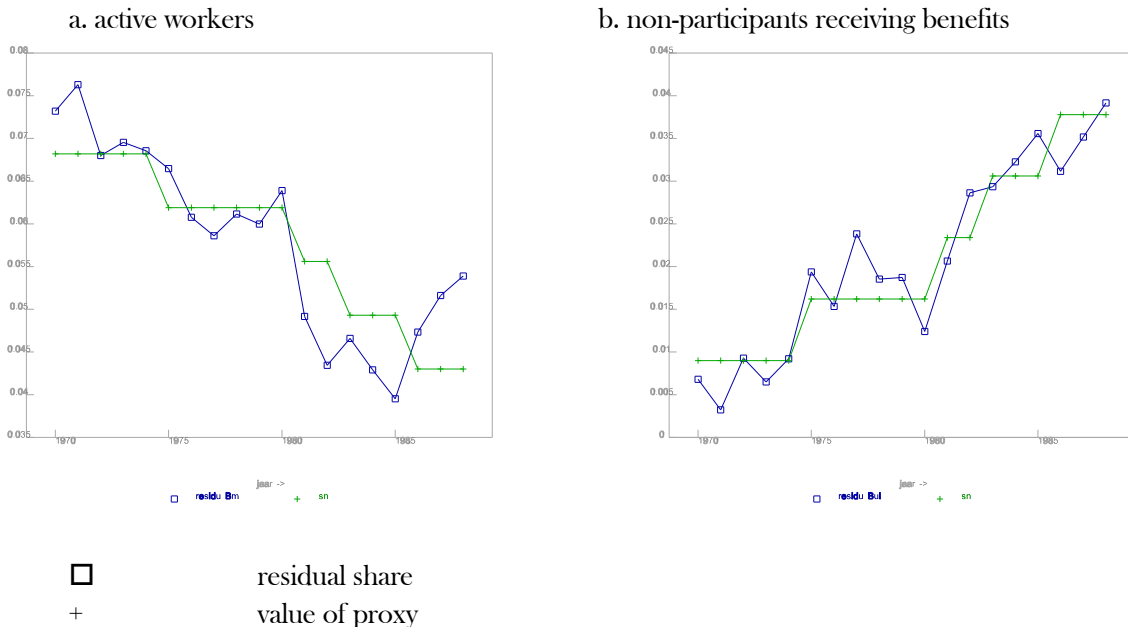 a. active workers
b. non-participants receiving benefits
0.08
0.075
0.07
0.065
0.06
0.055
0.05
0.045
0.04
0.035
1970 1975 1980 1985
jaar ->
residu Bm sn
0.045
0.04
0.035
0.03
0.025
0.02
0.015
0.01
0.005
0
1970 1975 1980 1985
jaar ->
residu Bui sn
residual share
+ value of proxy